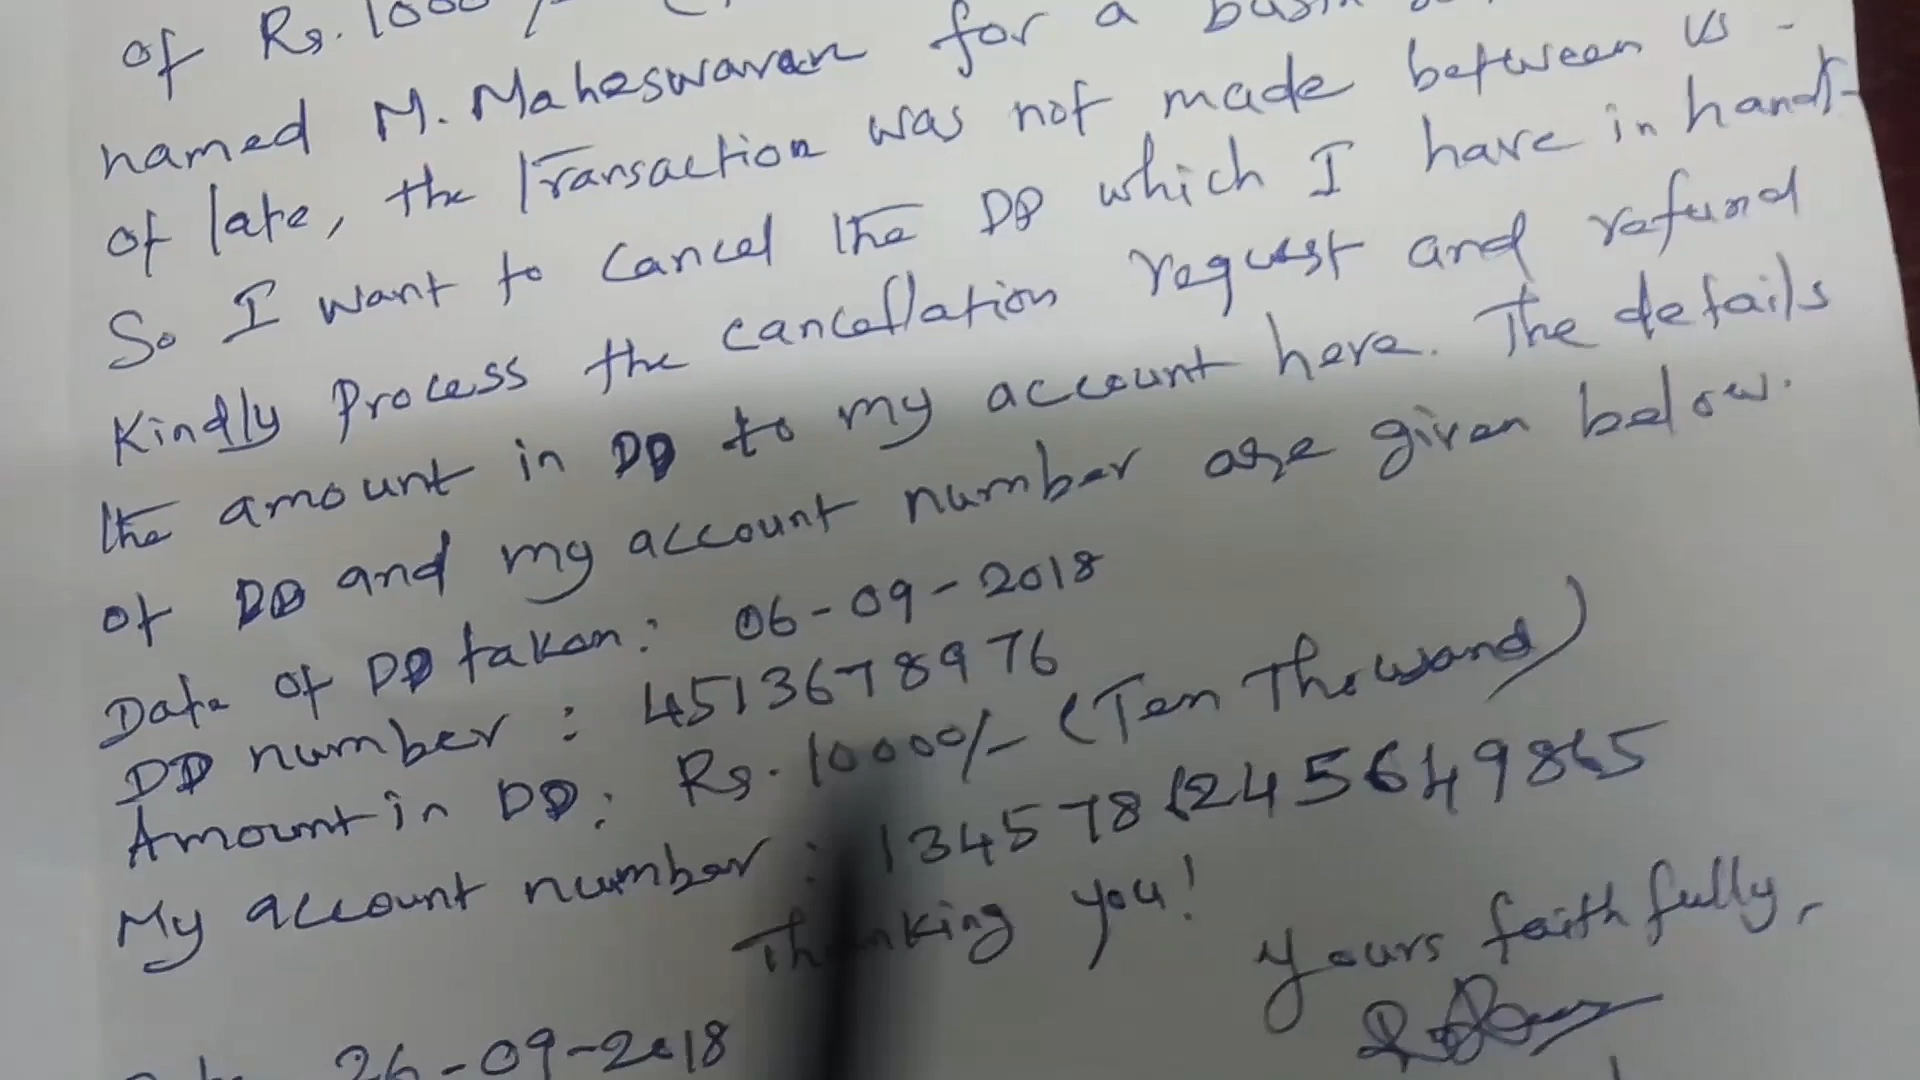 of Rs. 1000
named M. Maheswaran for a
of late, the Transaction was not made between us -
So I want to cancel the DD which I have in hand.
Kindly Process the cancellation request and refund
the amount in DD to my account here. The details
of DD and my account number are given below.
Date of DD taken: 06-09-2018
DD number : 4513678976
Amount in DD: Rs. 10000/- (Ten Thousand)
My account number : 134578
Thanking you!
Yours faithfully,
26-09-2018